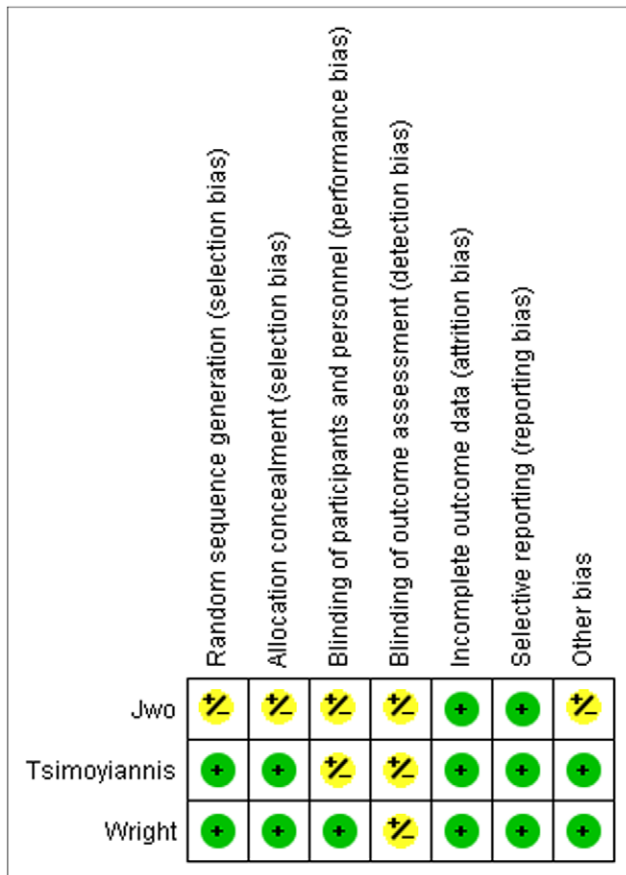 Random sequence generation (selection bias)
Allocation concealment (selection bias)
Blinding of participants and personnel (performance bias)
Blinding of outcome assessment (detection bias)
Incomplete outcome data (attrition bias)
Selective reporting (reporting bias)
Other bias
Jwo +/- +/- +/- +/- + + +/-
Tsimoyiannis + + +/- +/- + + +
Wright + + + +/- + + +